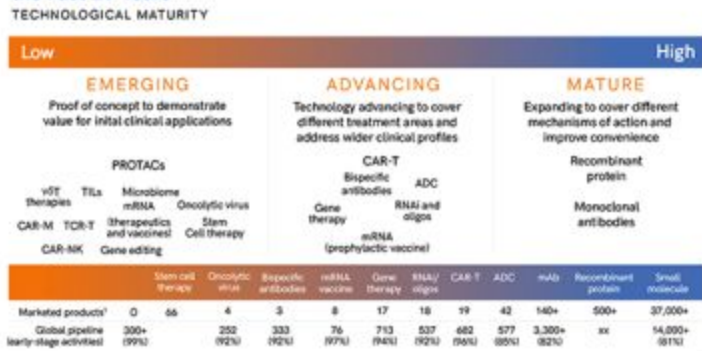 TECHNOLOGICAL MATURITY
Low High
EMERGING ADVANCING MATURE
Proof of concept to demonstrate
value for inital clinical applications
Technology advancing to cover
different treatment areas and
address wider clinical profiles
Expanding to cover different
mechanisms of action and
improve convenience
PROTACs
γδT
therapies
TILs
Microbiome
mRNA
(therapeutics
and vaccines)
Oncolytic virus
CAR-M TCR-T
Stem
Cell therapy
CAR-NK Gene editing
CAR-T
Bispecific
antibodies
ADC
Gene
therapy
RNAi and
oligos
mRNA
(prophylactic vaccine)
Recombinant
protein
Monoclonal
antibodies
Stem cell therapy Oncolytic virus Bispecific antibodies mRNA vaccine Gene therapy RNAi/ oligos CAR-T ADC mAb Recombinant protein Small molecule
Marketed products¹ 0 66 4 3 8 17 18 19 42 140+ 500+ 37,000+
Global pipeline 300+ 252 333 76 713 537 682 577 3,300+ xx 14,000+
(early-stage activities) (99%) (92%) (92%) (97%) (94%) (92%) (96%) (85%) (82%) (81%)